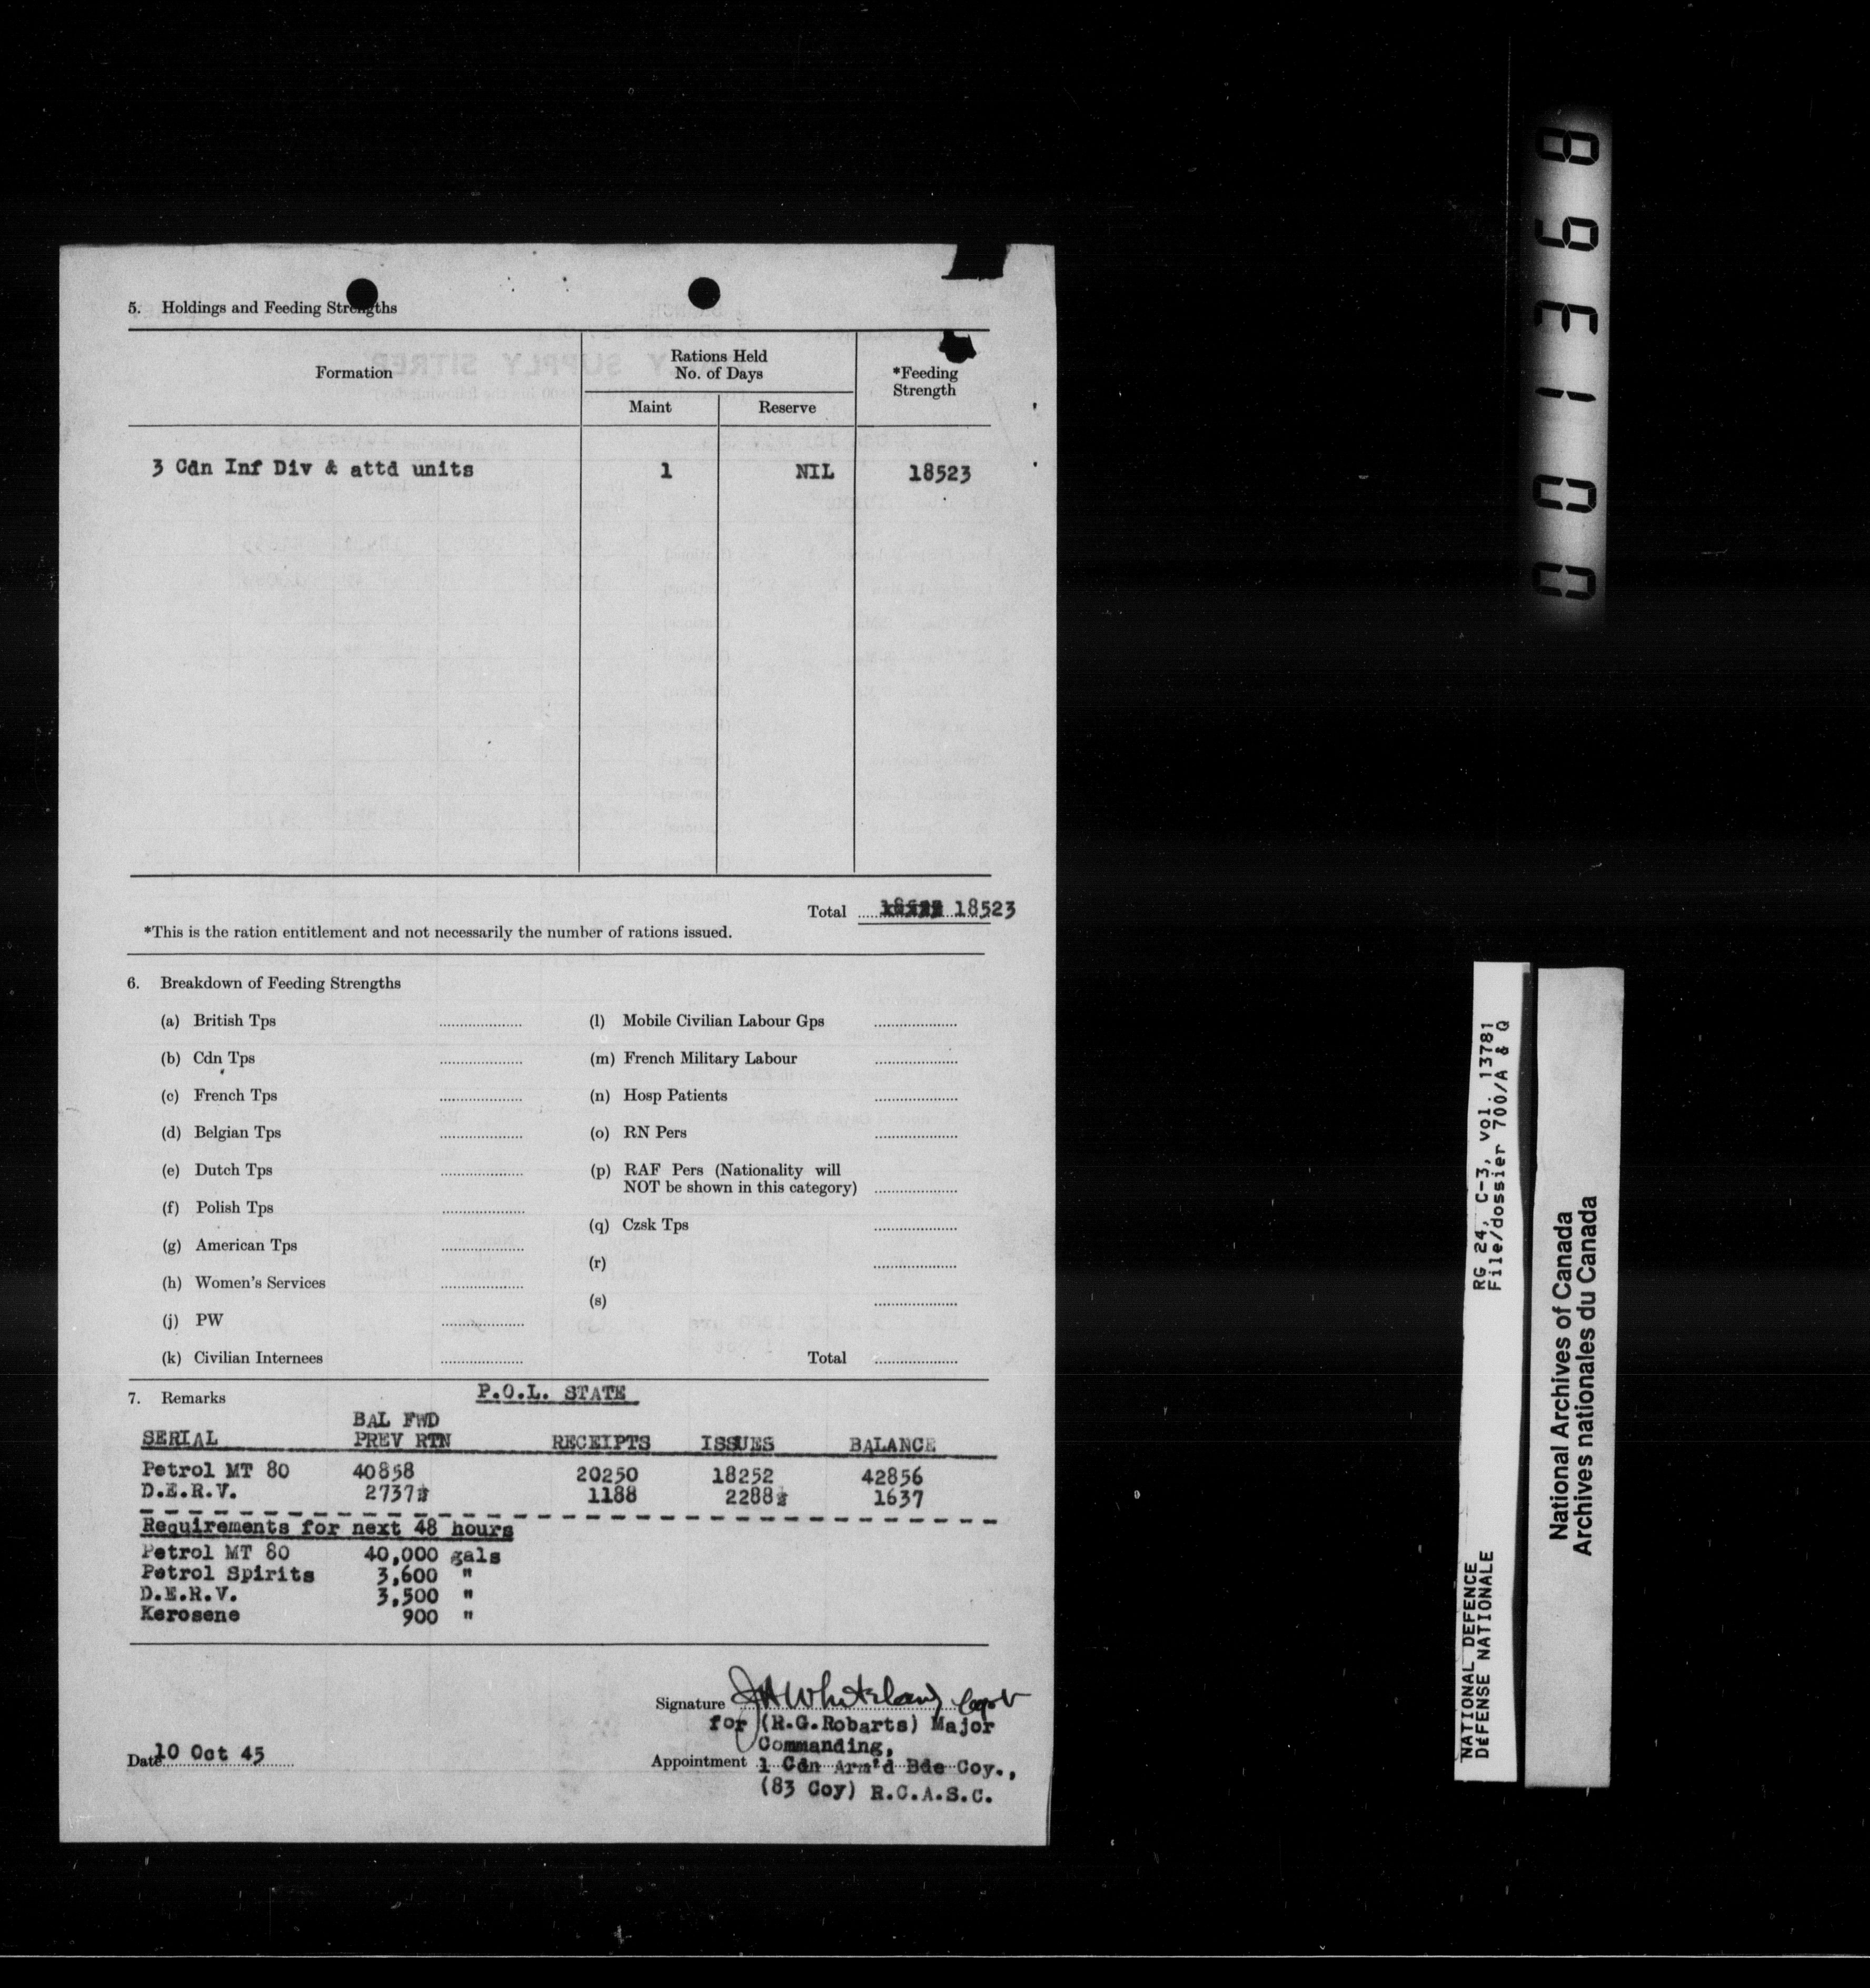 5. Holdings and Feeding Strengths
Formation
Rations Held
No. of Days
*Feeding
Strength
Maint
Reserve
3 Cdn Inf Div & attd units 1 NIL 18523
Total 18523
*This is the ration entitlement and not necessarily the number of rations issued.
6. Breakdown of Feeding Strengths
(a) British Tps
(b) Cdn Tps
(c) French Tps
(d) Belgian Tps
(e) Dutch Tps
(f) Polish Tps
(g) American Tps
(h) Women's Services
(j) PW
(k) Civilian Internees
(l) Mobile Civilian Labour Gps
(m) French Military Labour
(n) Hosp Patients
(o) RN Pers
(p) RAF Pers (Nationality will
NOT be shown in this category)
(q) Czsk Tps
(r)
(s)
Total
7. Remarks P.O.L. STATE
BAL FWD
SERIAL PREV RTN RECEIPTS ISSUES BALANCE
Petrol MT 80 40858 20250 18252 42856
D.E.R.V. 2737 1188 2288 1637
Requirements for next 48 hours
Petrol MT 80 40,000 gals
Petrol Spirits 3,600 "
D.E.R.V. 3,500 "
Kerosene 900 "
Signature Capt
for (R.G.Robarts) Major
Commanding,
Date 10 Oct 45
Appointment 1 Cdn Arm'd Bde Coy.,
(83 Coy) R.C.A.S.C.
0001368
RG 24, C-3, vol. 13781
File/dossier 700/A & Q
NATIONAL DEFENCE
DÉFENSE NATIONALE
National Archives of Canada
Archives nationales du Canada